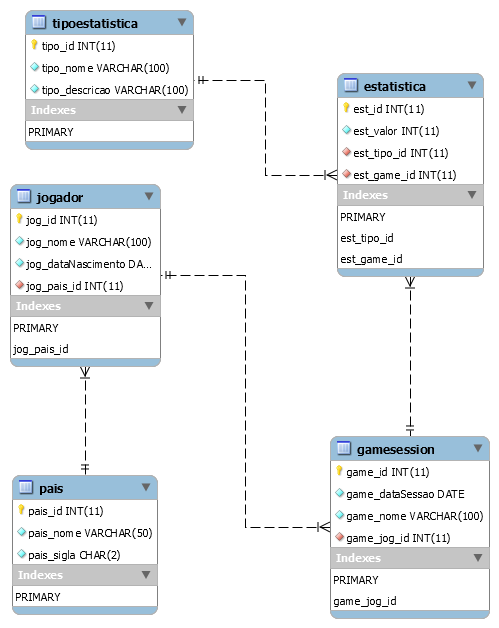 tipoestatistica
tipo_id INT(11)
tipo_nome VARCHAR(100)
tipo_descricao VARCHAR(100)
Indexes
PRIMARY
estatistica
est_id INT(11)
est_valor INT(11)
est_tipo_id INT(11)
est_game_id INT(11)
Indexes
PRIMARY
est_tipo_id
est_game_id
jogador
jog_id INT(11)
jog_nome VARCHAR(100)
jog_dataNascimento DA...
jog_pais_id INT(11)
Indexes
PRIMARY
jog_pais_id
pais
pais_id INT(11)
pais_nome VARCHAR(50)
pais_sigla CHAR(2)
Indexes
PRIMARY
gamesession
game_id INT(11)
game_dataSessao DATE
game_nome VARCHAR(100)
game_jog_id INT(11)
Indexes
PRIMARY
game_jog_id